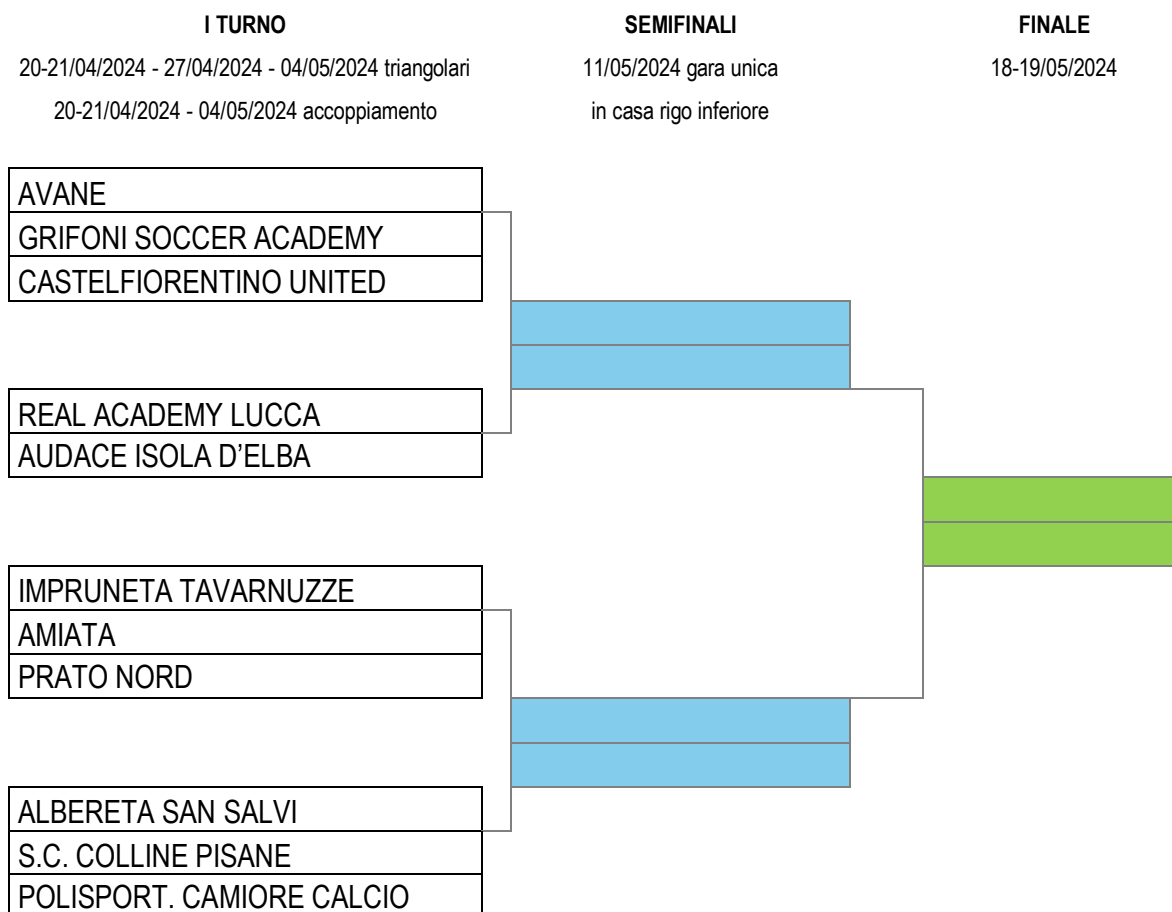 I TURNO
SEMIFINALI
FINALE
20-21/04/2024 - 27/04/2024 - 04/05/2024 triangolari
11/05/2024 gara unica
18-19/05/2024
20-21/04/2024 - 04/05/2024 accoppiamento
in casa rigo inferiore
AVANE
GRIFONI SOCCER ACADEMY
CASTELFIORENTINO UNITED
REAL ACADEMY LUCCA
AUDACE ISOLA D'ELBA
IMPRUNETA TAVARNUZZE
AMIATA
PRATO NORD
ALBERETA SAN SALVI
S.C. COLLINE PISANE
POLISPORT. CAMIORE CALCIO